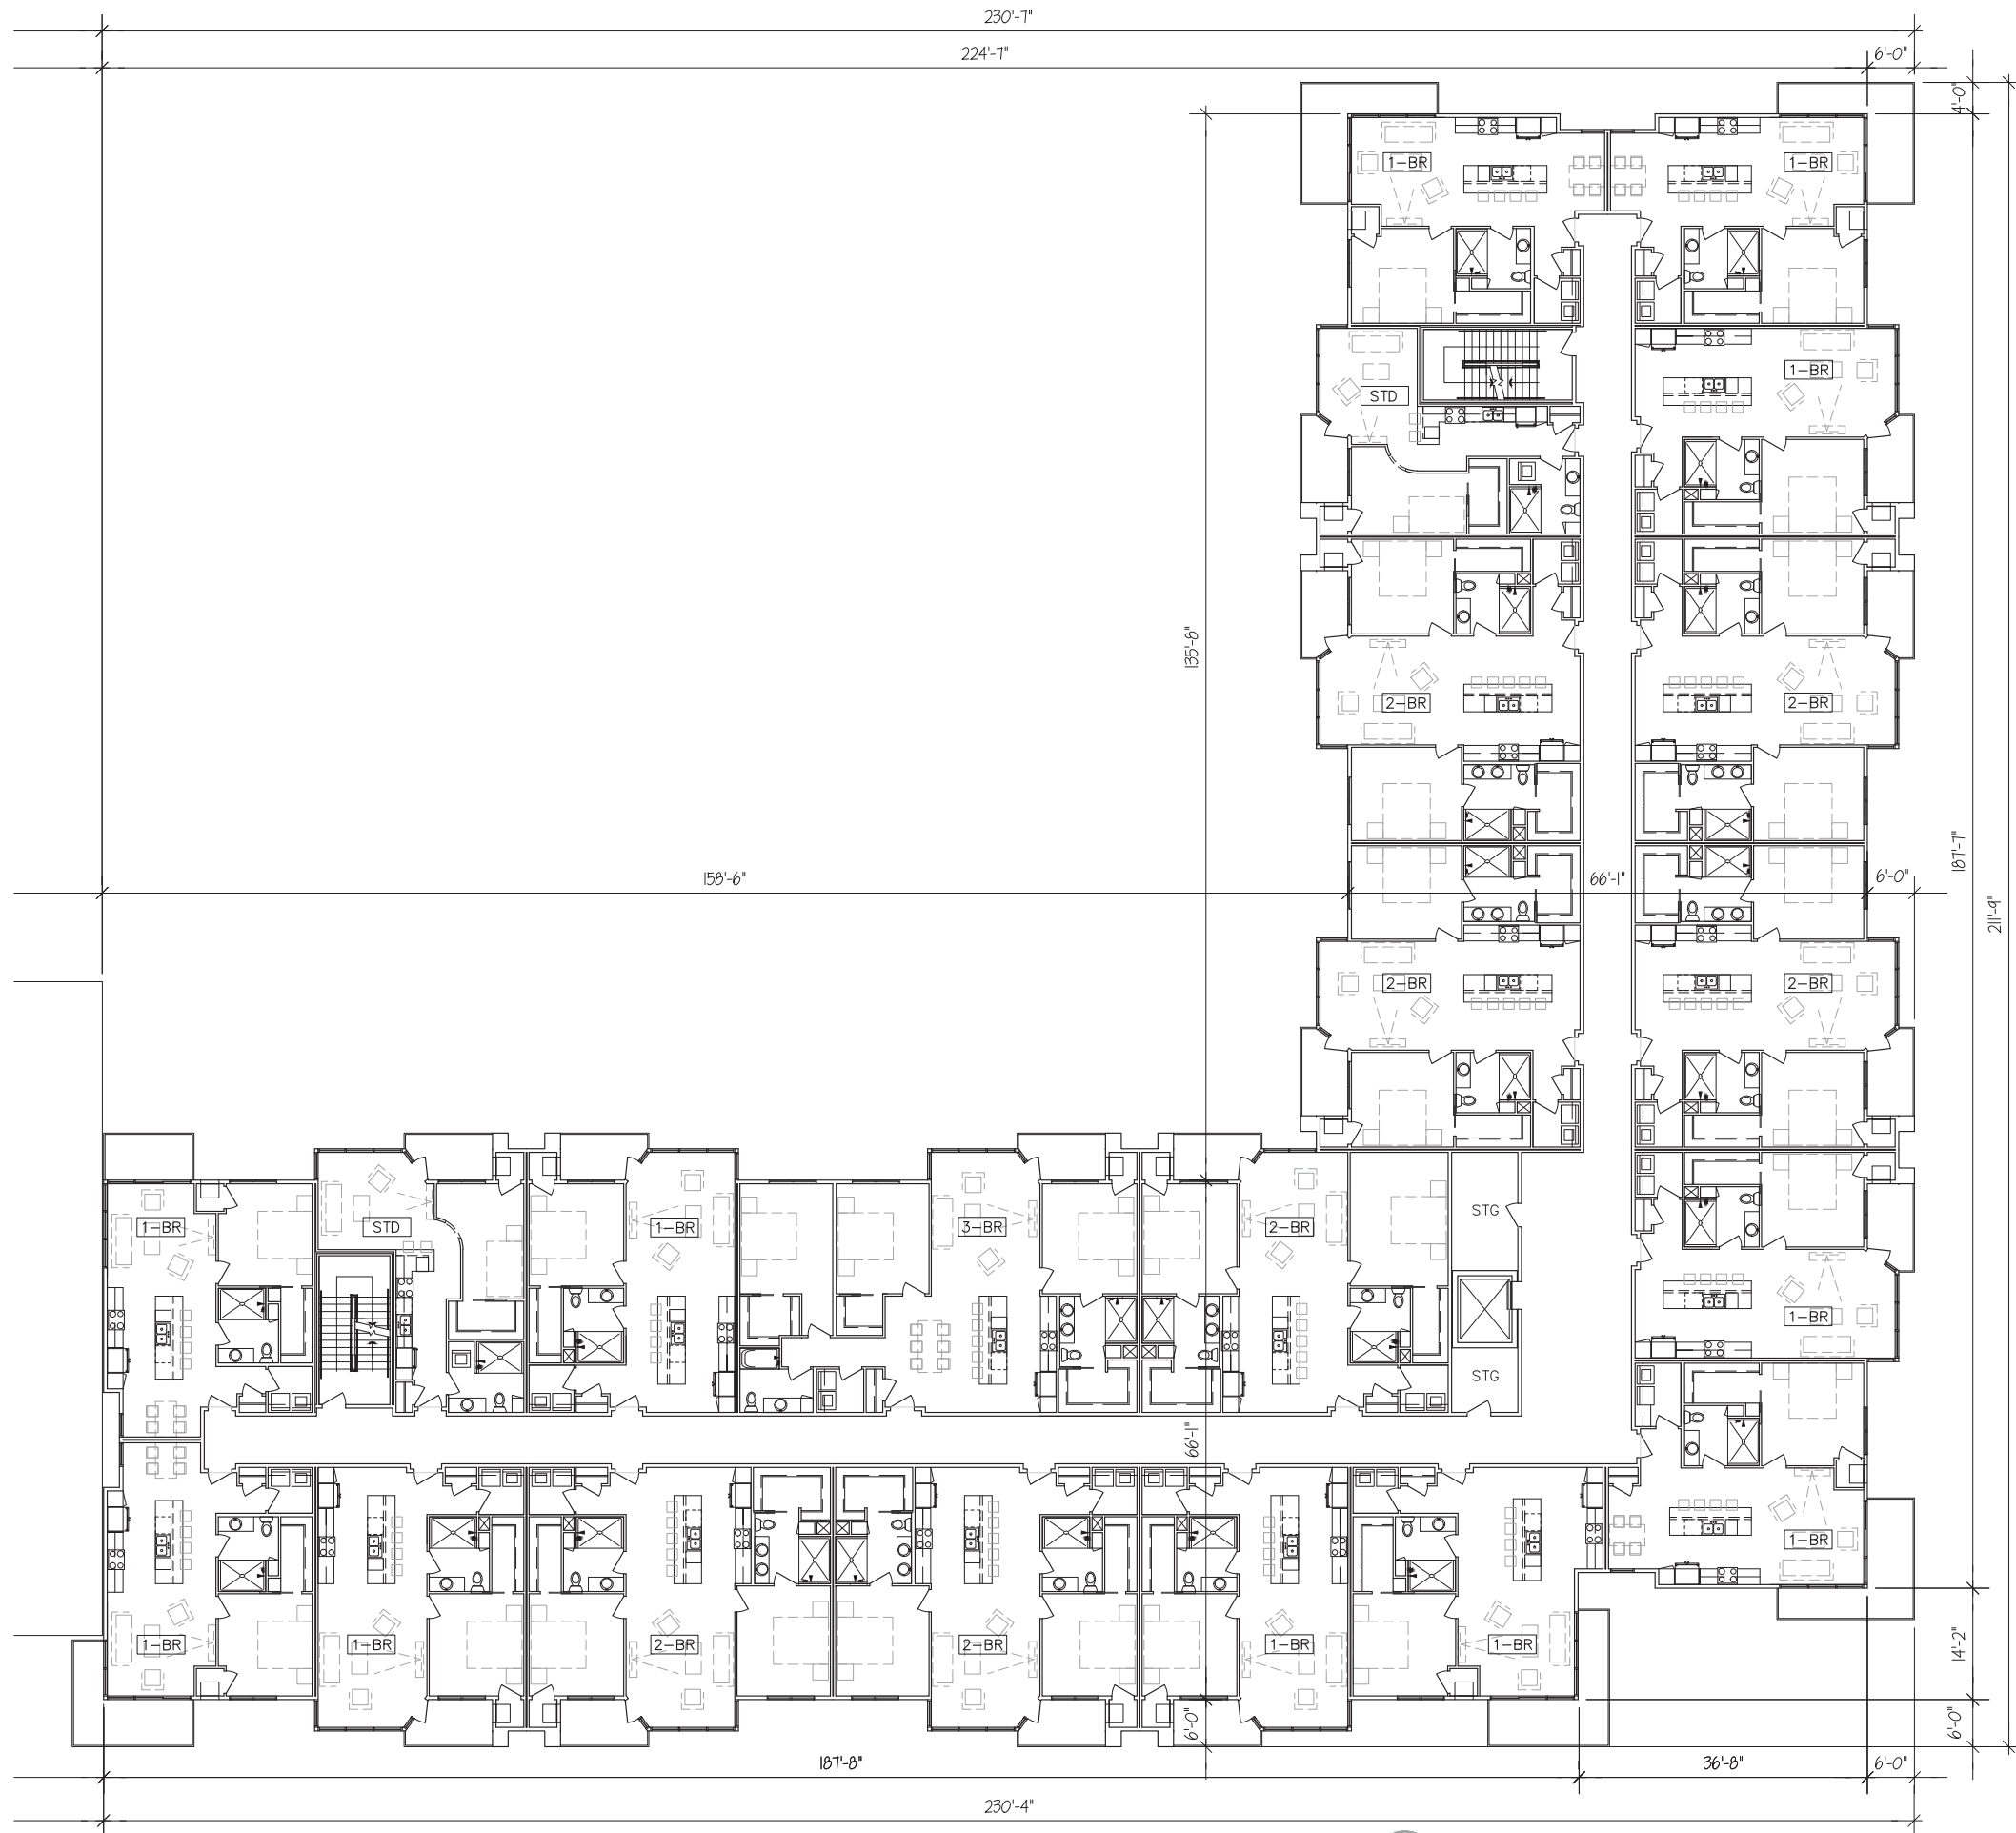 230'-7"
224'-7"
6'-0"
4'-0"
1-BR
1-BR
1-BR
STD
135'-8"
2-BR
2-BR
187'-7"
158'-6"
66'-1"
6'-0"
211'-9"
2-BR
2-BR
1-BR
STD
1-BR
3-BR
2-BR
STG
1-BR
STG
66'-1"
1-BR
1-BR
1-BR
2-BR
2-BR
1-BR
1-BR
14'-2"
6'-0"
6'-0"
187'-8"
36'-8"
6'-0"
230'-4"